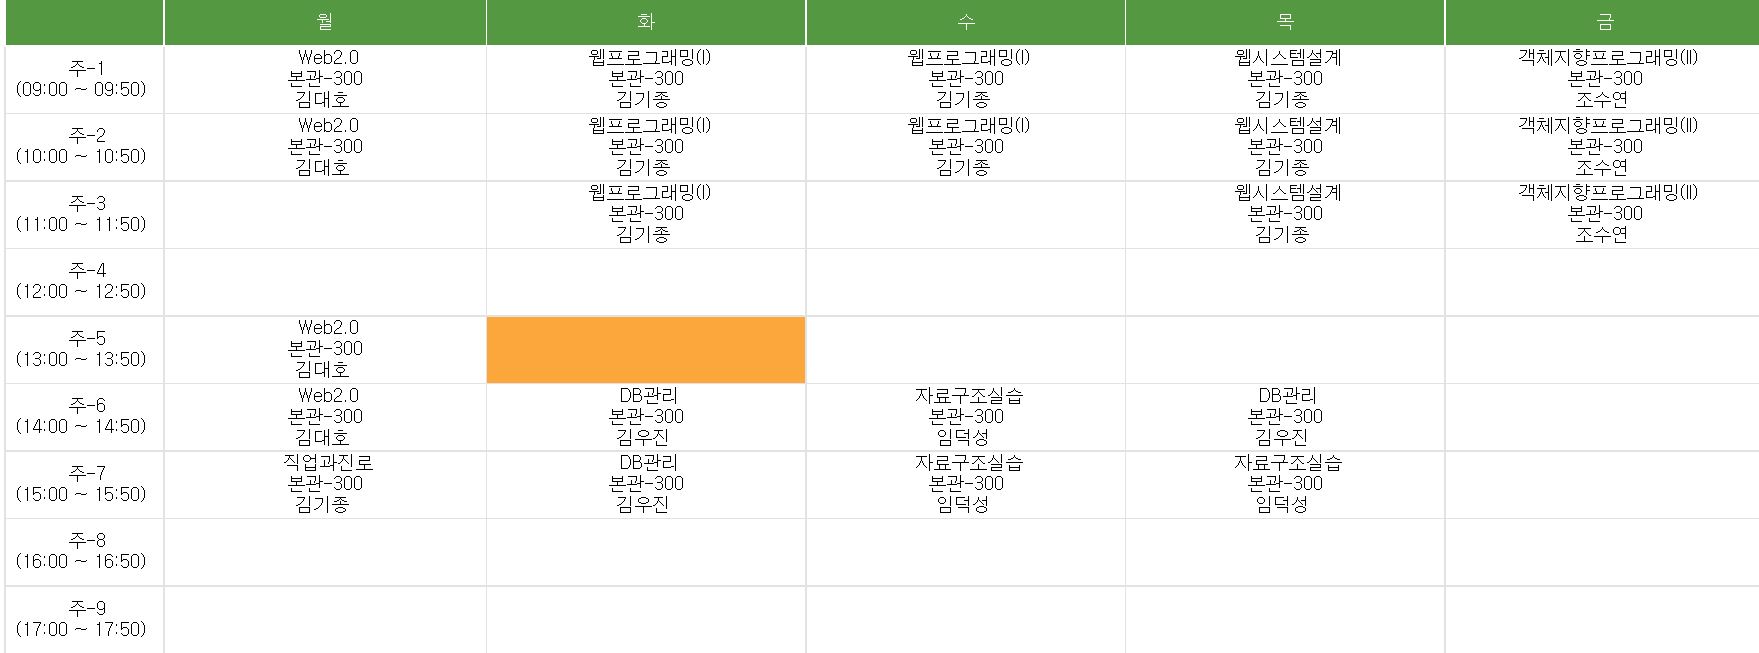 월
화
수
목
금
주-1
(09:00 ~ 09:50)
Web2.0
본관-300
김대호
웹프로그래밍(I)
본관-300
김기종
웹프로그래밍(I)
본관-300
김기종
웹시스템설계
본관-300
김기종
객체지향프로그래밍(II)
본관-300
조수연
주-2
(10:00 ~ 10:50)
Web2.0
본관-300
김대호
웹프로그래밍(I)
본관-300
김기종
웹프로그래밍(I)
본관-300
김기종
웹시스템설계
본관-300
김기종
객체지향프로그래밍(II)
본관-300
조수연
주-3
(11:00 ~ 11:50)
웹프로그래밍(I)
본관-300
김기종
웹시스템설계
본관-300
김기종
객체지향프로그래밍(II)
본관-300
조수연
주-4
(12:00 ~ 12:50)
주-5
(13:00 ~ 13:50)
Web2.0
본관-300
김대호
주-6
(14:00 ~ 14:50)
Web2.0
본관-300
김대호
DB관리
본관-300
김우진
자료구조실습
본관-300
임덕성
DB관리
본관-300
김우진
주-7
(15:00 ~ 15:50)
직업과진로
본관-300
김기종
DB관리
본관-300
김우진
자료구조실습
본관-300
임덕성
자료구조실습
본관-300
임덕성
주-8
(16:00 ~ 16:50)
주-9
(17:00 ~ 17:50)